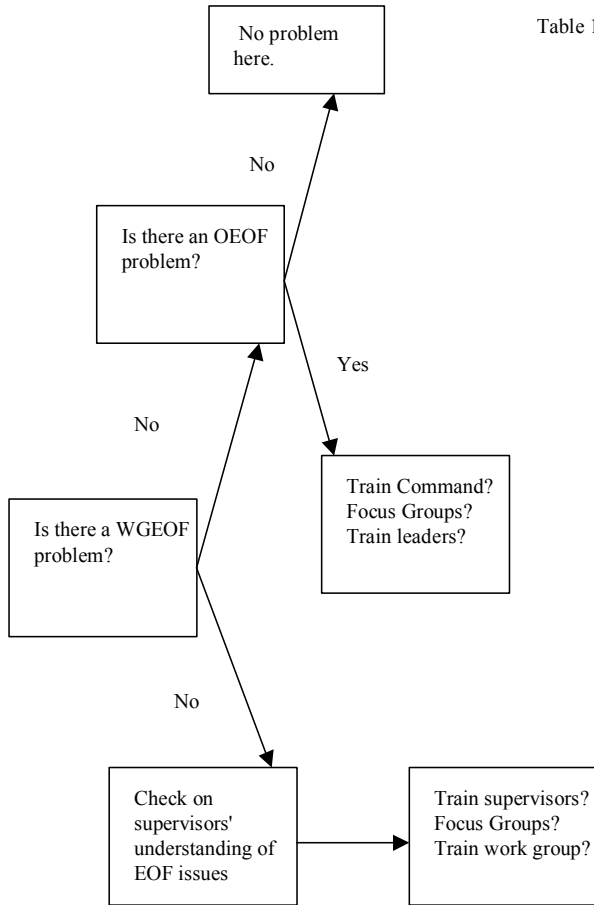 No problem
here.
Table 1
No
Is there an OEOF
problem?
Yes
No
Train Command?
Focus Groups?
Train leaders?
Is there a WGEOF
problem?
No
Check on
supervisors'
understanding of
EOF issues
Train supervisors?
Focus Groups?
Train work group?